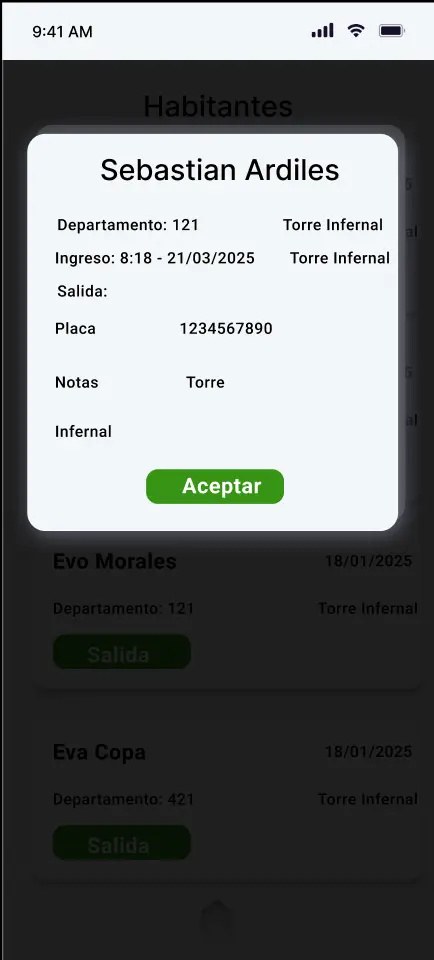 9:41 AM
Habitantes
Sebastian Ardiles
Departamento: 121 Torre Infernal
Ingreso: 8:18 - 21/03/2025 Torre Infernal
Salida:
Placa 1234567890
Notas Torre
Infernal
Aceptar
Evo Morales 18/01/2025
Departamento: 121 Torre Infernal
Salida
Eva Copa 18/01/2025
Departamento: 421 Torre Infernal
Salida